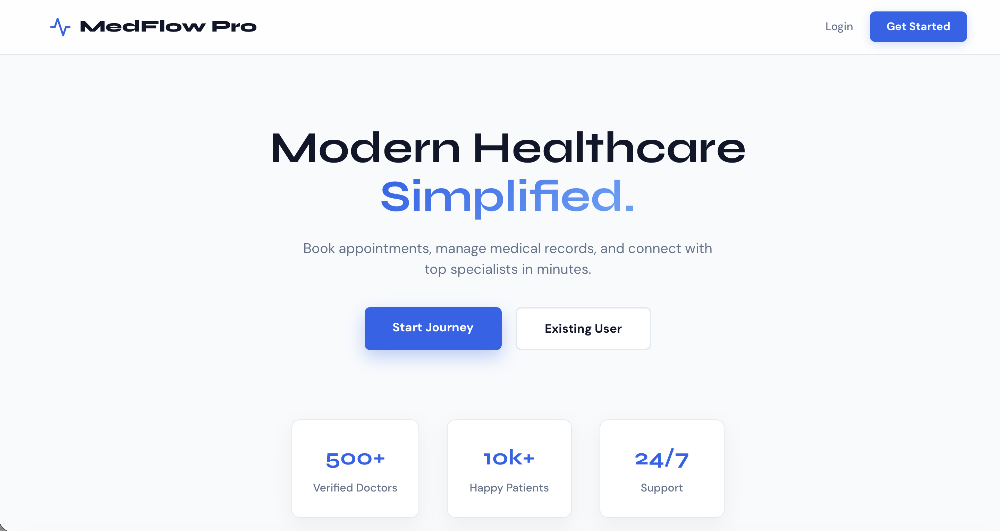 MedFlow Pro
Login
Get Started
Modern Healthcare
Simplified.
Book appointments, manage medical records, and connect with
top specialists in minutes.
Start Journey
Existing User
500+
Verified Doctors
10k+
Happy Patients
24/7
Support